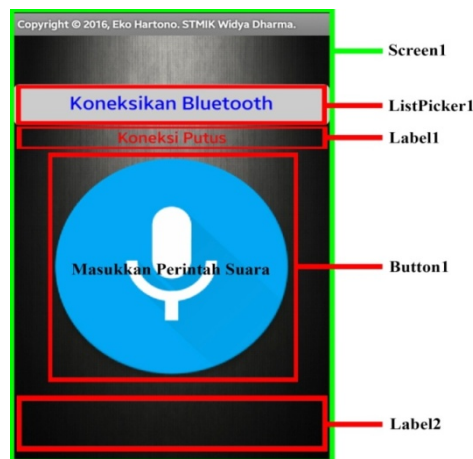 Copyright © 2016, Eko Hartono. STMIK Widya Dharma.
Screen1
Koneksikan Bluetooth
ListPicker1
Koneksi Putus
Label1
Masukkan Perintah Suara
Button1
Label2